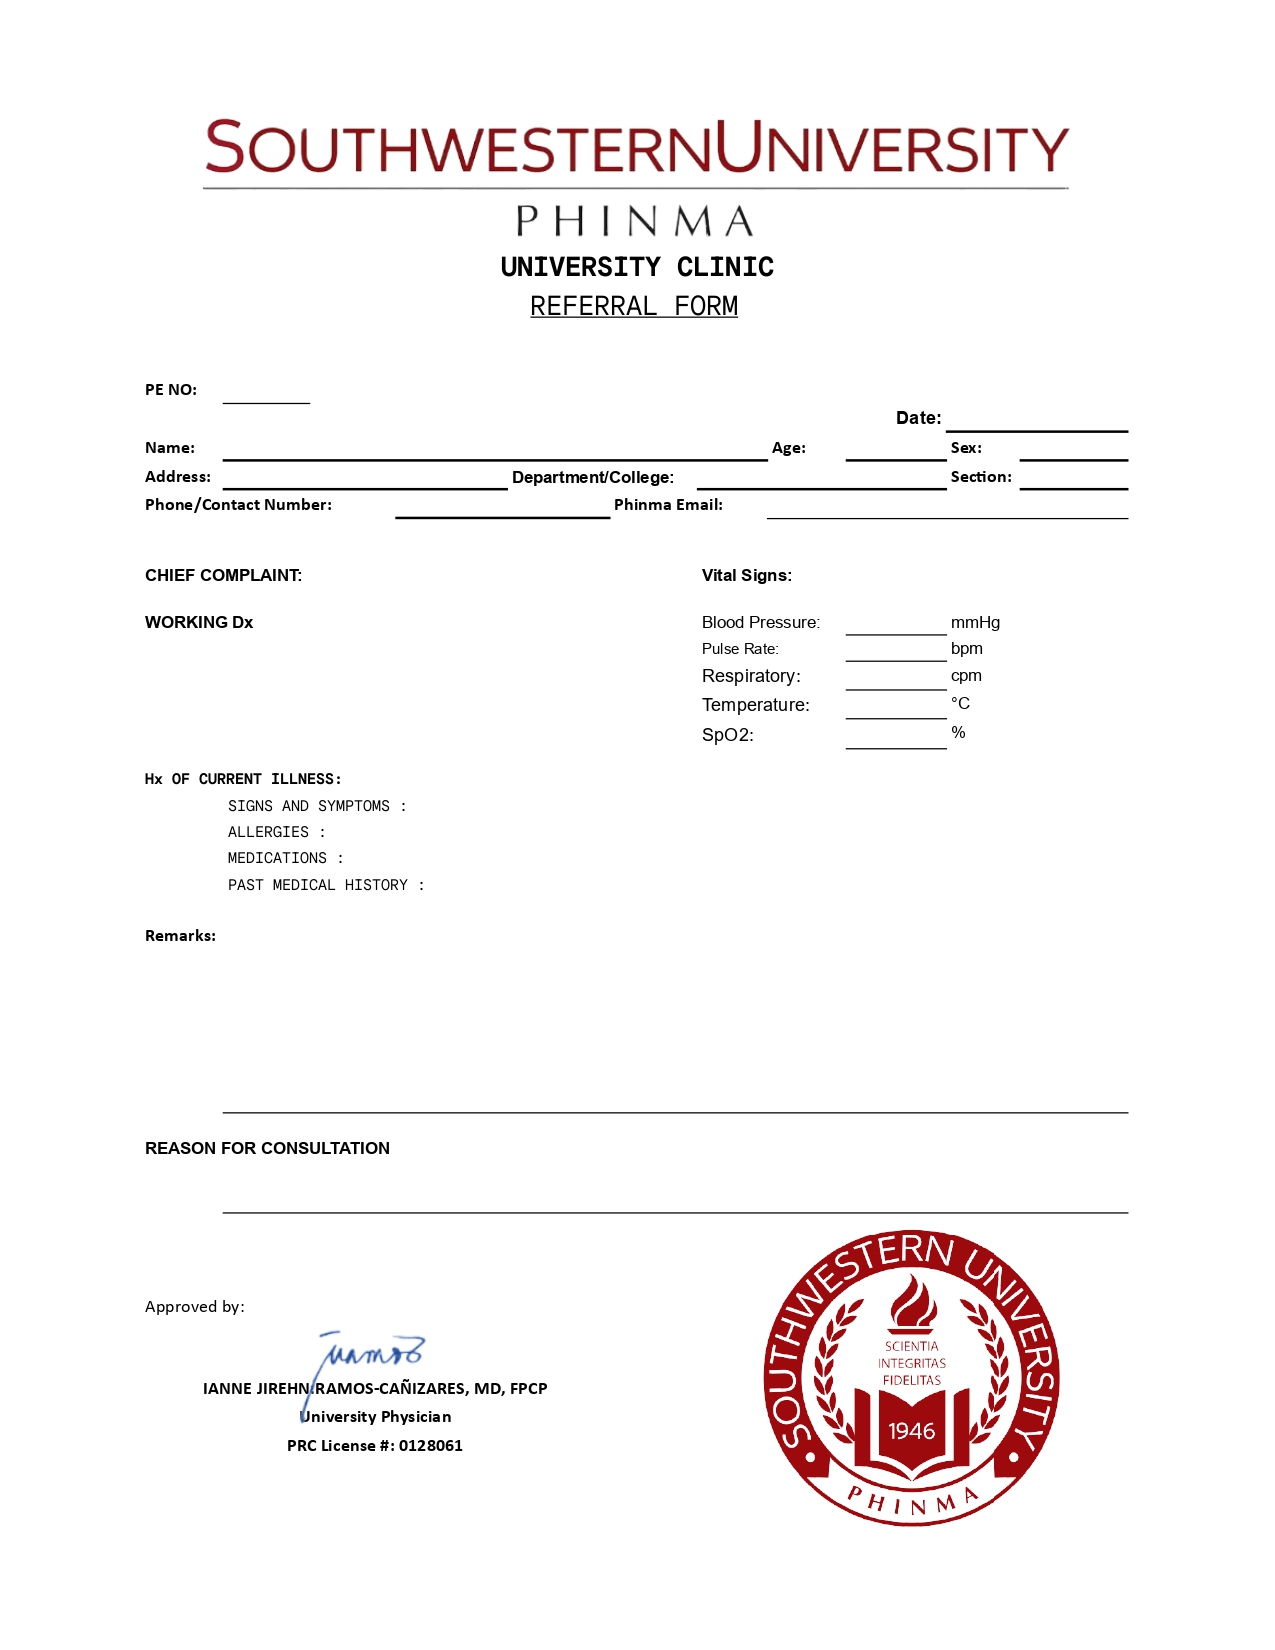 SOUTHWESTERN UNIVERSITY
PHINMA
UNIVERSITY CLINIC
REFERRAL FORM
PE NO:
Date:
Name: Age: Sex:
Address: Department/College: Section:
Phone/Contact Number: Phinma Email:
CHIEF COMPLAINT: Vital Signs:
WORKING Dx Blood Pressure: mmHg
Pulse Rate: bpm
Respiratory: cpm
Temperature: °C
SpO2: %
Hx OF CURRENT ILLNESS:
SIGNS AND SYMPTOMS :
ALLERGIES :
MEDICATIONS :
PAST MEDICAL HISTORY :
Remarks:
REASON FOR CONSULTATION
Approved by:
IANNE JIREHN RAMOS-CAÑIZARES, MD, FPCP
University Physician
PRC License #: 0128061
SOUTHWESTERN UNIVERSITY
SCIENTIA
INTEGRITAS
FIDELITAS
1946
PHINMA